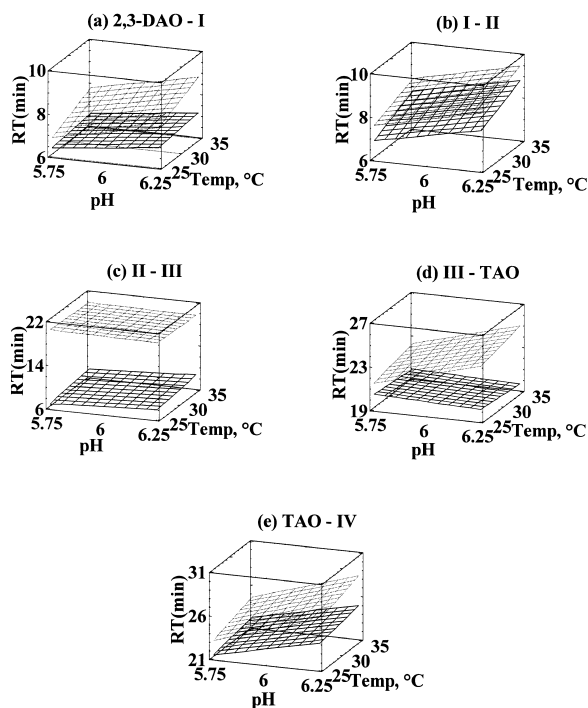 (a) 2,3-DAO - I
RT(min)
10
8
6
5.75
6
6.25
pH
25
30
35
Temp, °C
(b) I - II
RT(min)
10
8
6
5.75
6
6.25
pH
25
30
35
Temp, °C
(c) II - III
RT(min)
22
14
6
5.75
6
6.25
pH
25
30
35
Temp, °C
(d) III - TAO
RT(min)
27
23
19
5.75
6
6.25
pH
25
30
35
Temp, °C
(e) TAO - IV
RT(min)
31
26
21
5.75
6
6.25
pH
25
30
35
Temp, °C